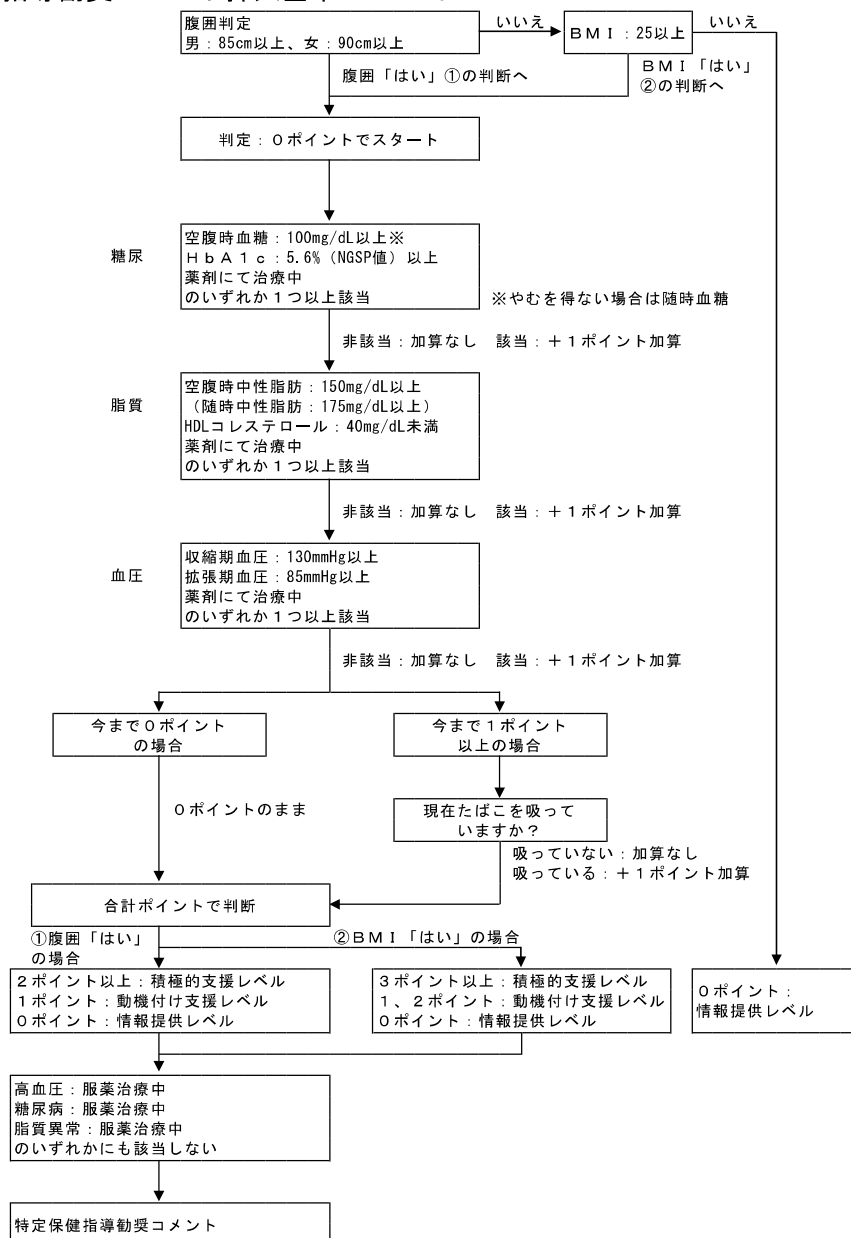 腹囲判定
男：85cm以上、女：90cm以上
いいえ
ＢＭＩ：25以上
いいえ
腹囲「はい」①の判断へ
ＢＭＩ「はい」
②の判断へ
判定：０ポイントでスタート
糖尿
空腹時血糖：100mg/dL以上※
ＨｂＡ１ｃ：5.6%（NGSP値）以上
薬剤にて治療中
のいずれか１つ以上該当
※やむを得ない場合は随時血糖
非該当：加算なし　該当：＋１ポイント加算
脂質
空腹時中性脂肪：150mg/dL以上
（随時中性脂肪：175mg/dL以上）
HDLコレステロール：40mg/dL未満
薬剤にて治療中
のいずれか１つ以上該当
非該当：加算なし　該当：＋１ポイント加算
血圧
収縮期血圧：130mmHg以上
拡張期血圧：85mmHg以上
薬剤にて治療中
のいずれか１つ以上該当
非該当：加算なし　該当：＋１ポイント加算
今まで０ポイント
の場合
今まで１ポイント
以上の場合
０ポイントのまま
現在たばこを吸って
いますか？
吸っていない：加算なし
吸っている：＋１ポイント加算
合計ポイントで判断
①腹囲「はい」
の場合
②ＢＭＩ「はい」の場合
２ポイント以上：積極的支援レベル
１ポイント：動機付け支援レベル
０ポイント：情報提供レベル
３ポイント以上：積極的支援レベル
１、２ポイント：動機付け支援レベル
０ポイント：情報提供レベル
０ポイント：
情報提供レベル
高血圧：服薬治療中
糖尿病：服薬治療中
脂質異常：服薬治療中
のいずれかにも該当しない
特定保健指導勧奨コメント